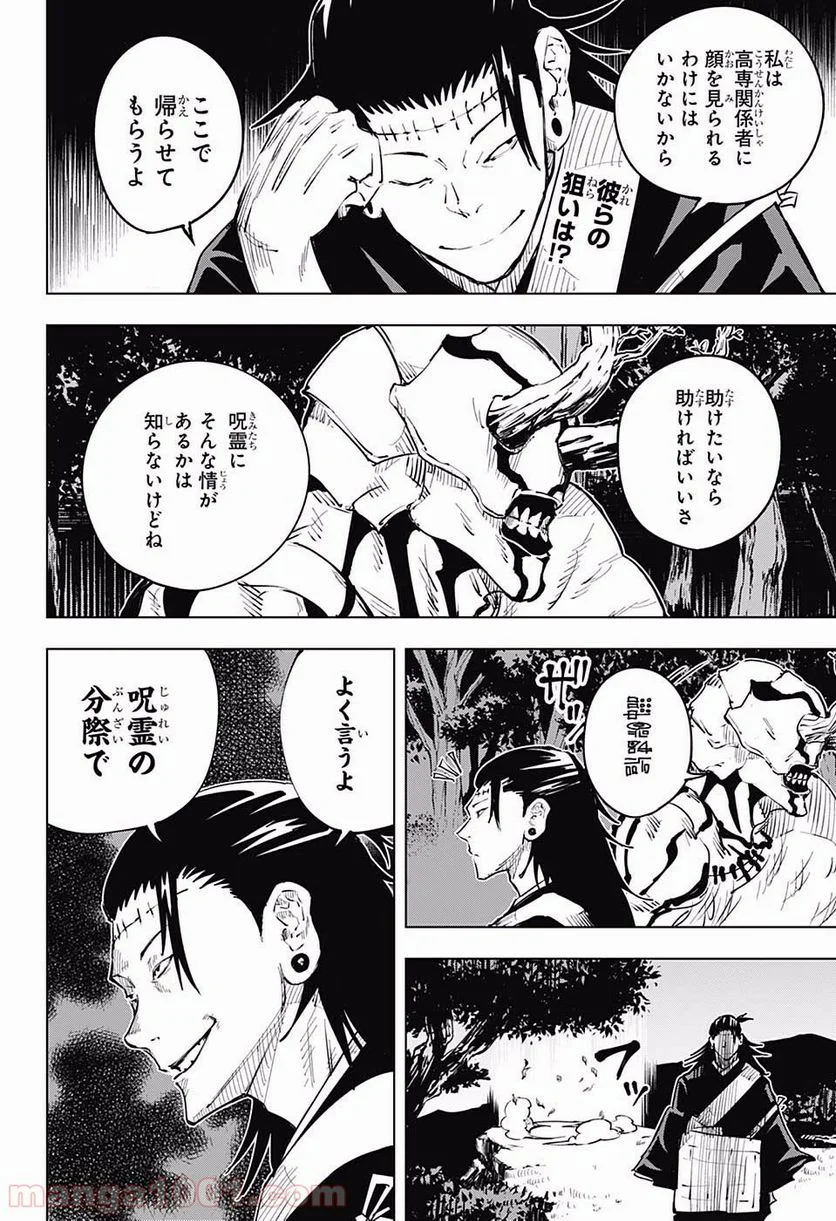 私は
高専関係者に
顔を見られる
わけには
いかないから
彼らの
狙いは!?
ここで
帰らせて
もらうよ
助けたいなら
助ければいいさ
呪霊に
そんな情が
あるかは
知らないけどね
ザッ
よく言うよ
呪霊の
分際で
フッ
manga1001.com